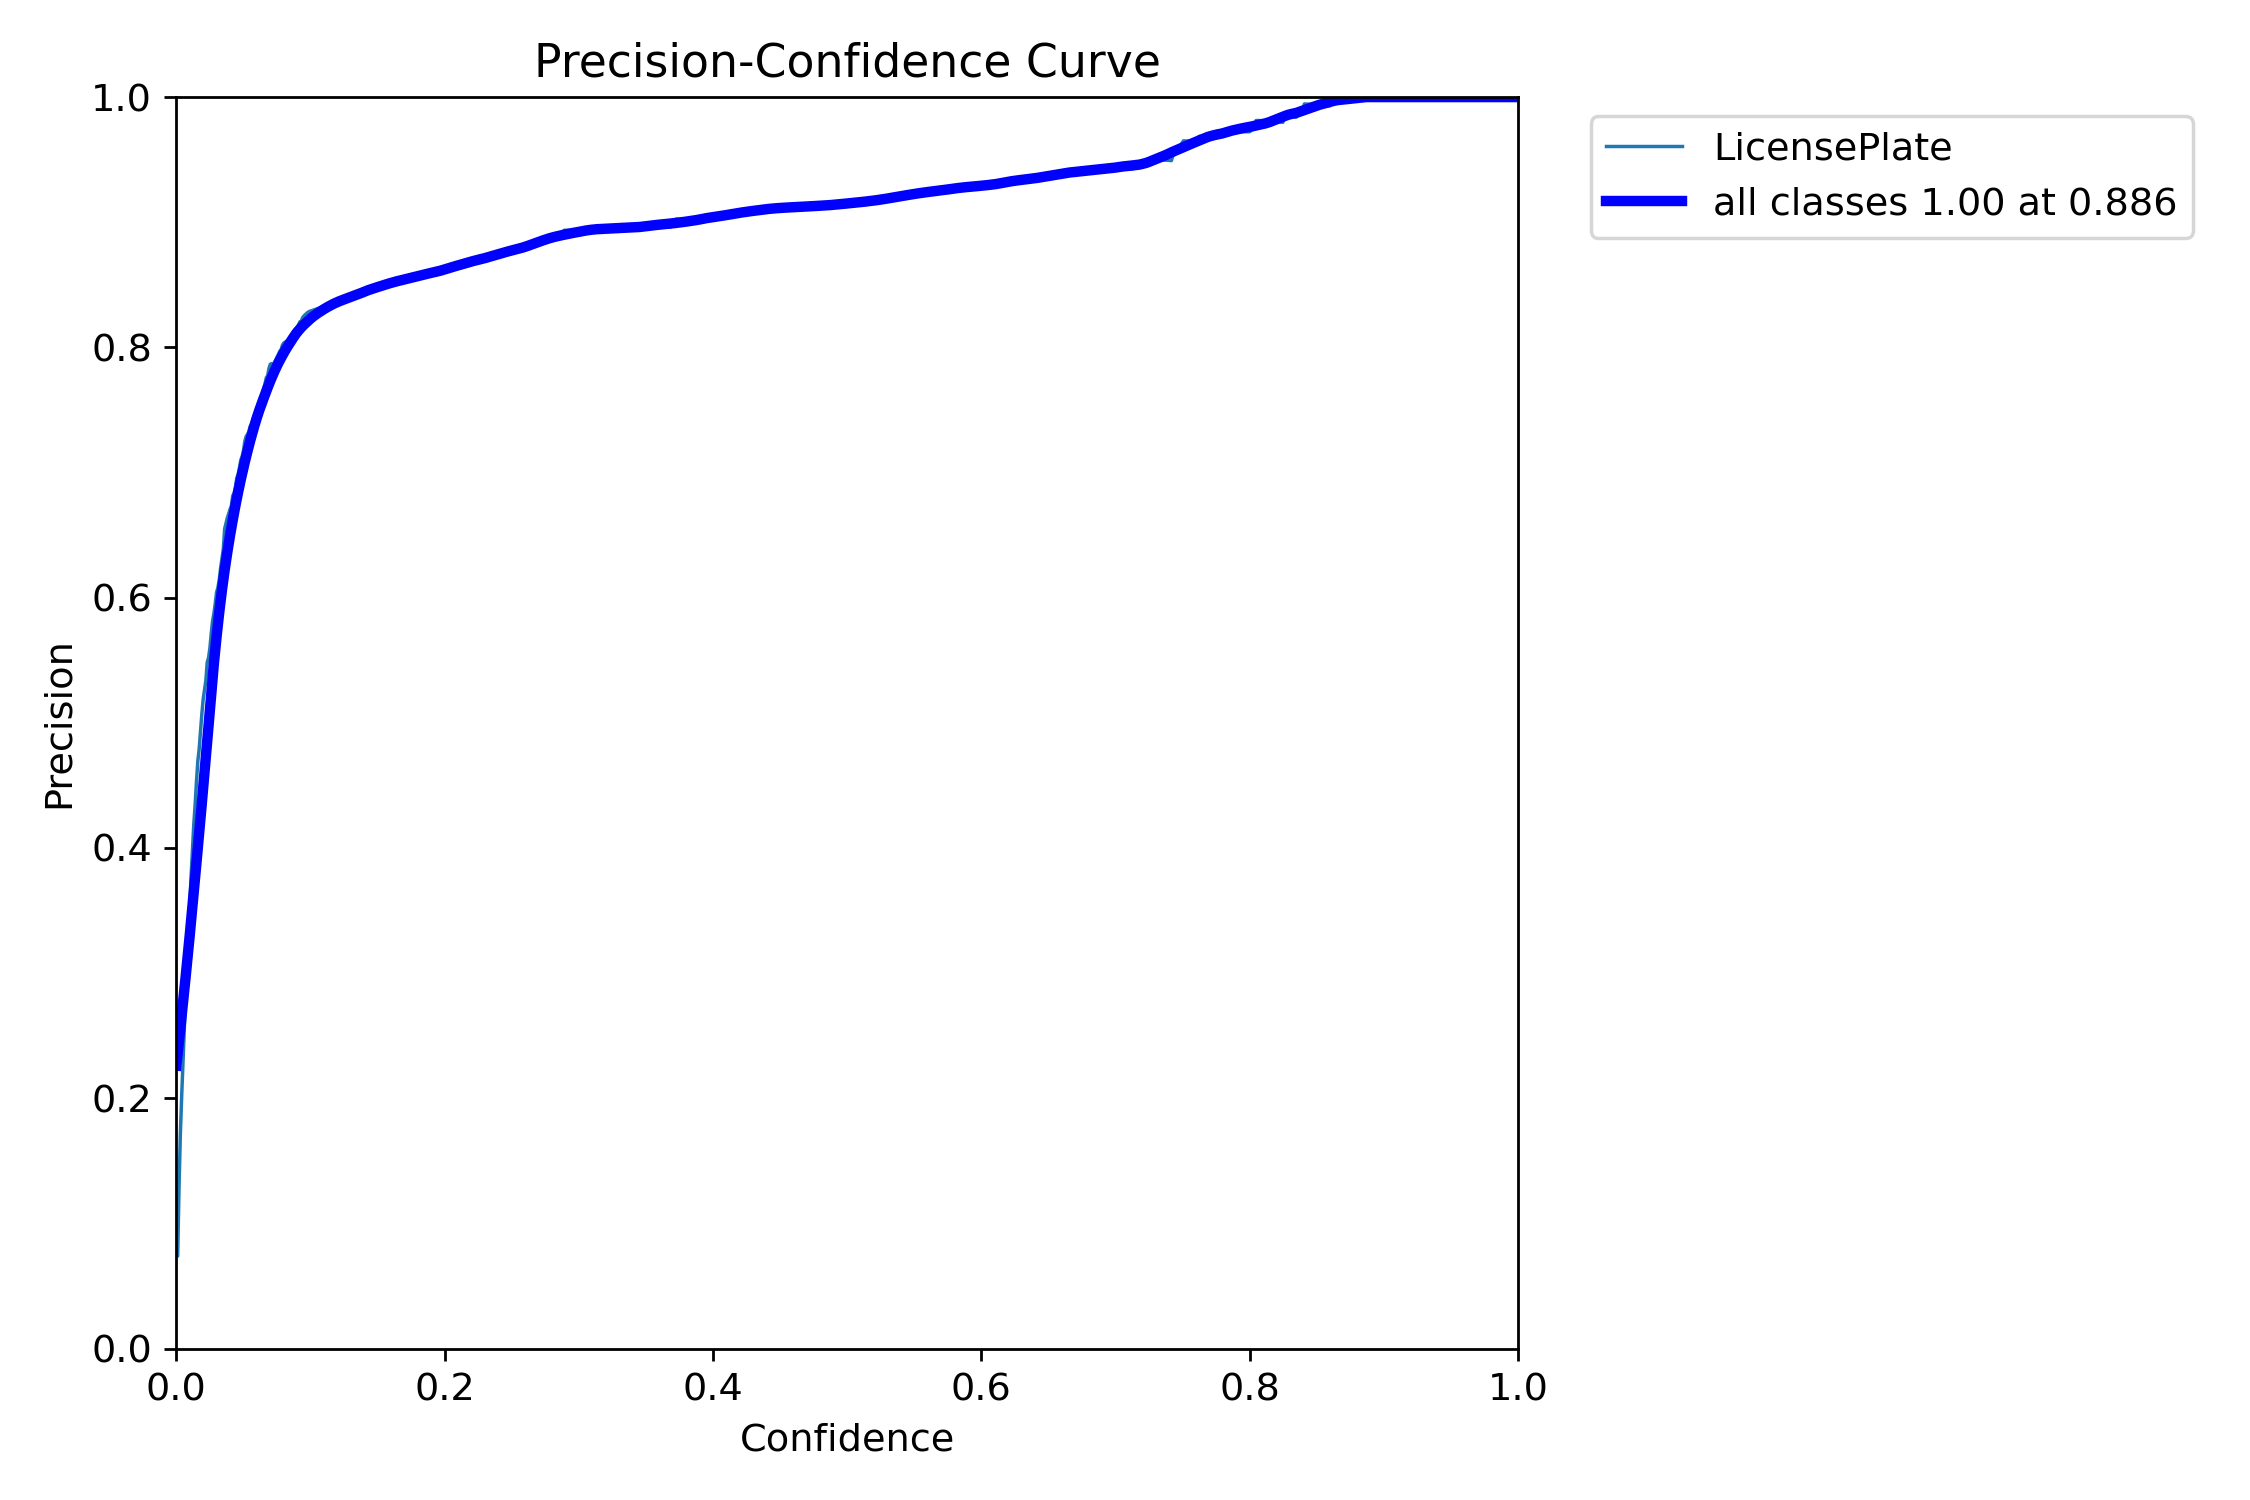 Precision-Confidence Curve
1.0
0.8
0.6
0.4
0.2
0.0
Precision
0.0 0.2 0.4 0.6 0.8 1.0
Confidence
LicensePlate
all classes 1.00 at 0.886